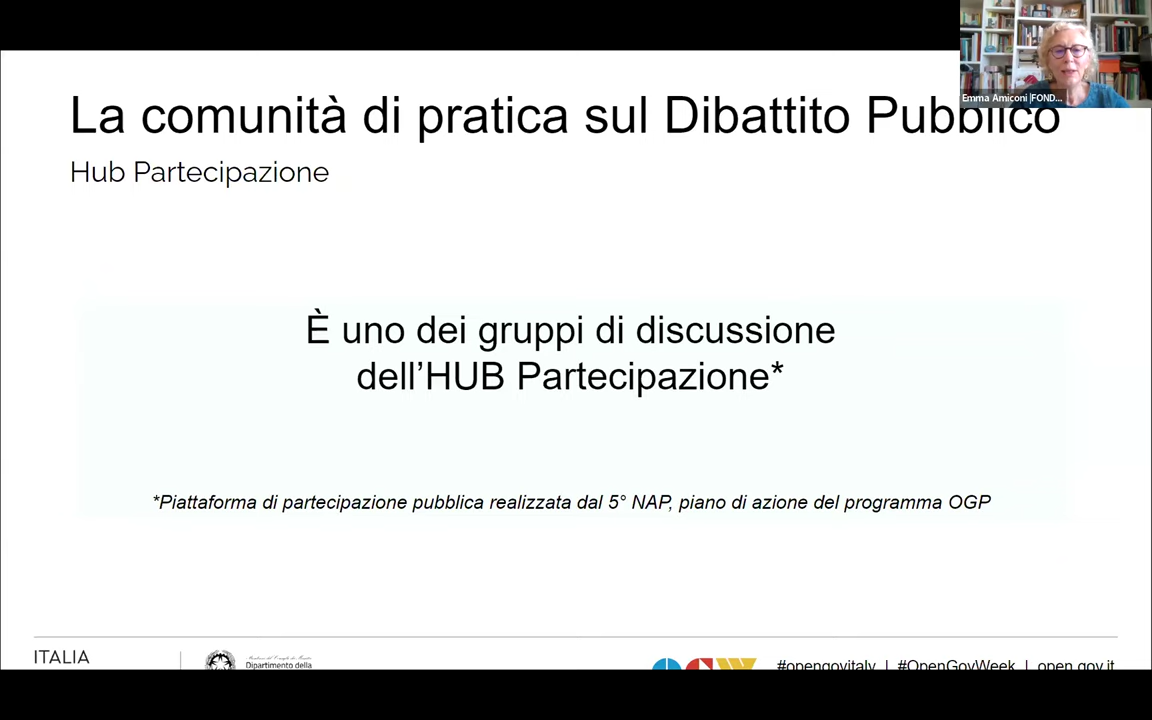 La comunità di pratica sul Dibattito Pubblico
Emma Amiconi |FOND...
Hub Partecipazione
È uno dei gruppi di discussione
dell’HUB Partecipazione*
*Piattaforma di partecipazione pubblica realizzata dal 5° NAP, piano di azione del programma OGP
ITALIA
Dipartimento della
#opengovitaly | #OpenGovWeek | open.gov.it